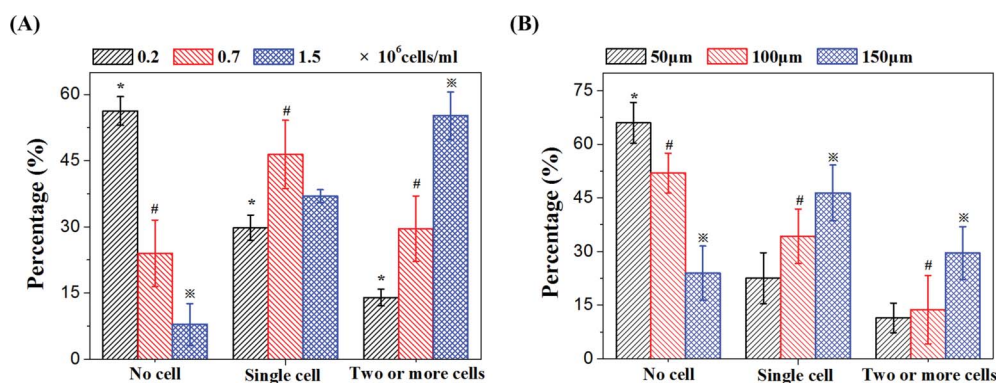 (A)
0.2 0.7 1.5 × 10⁶cells/ml
Percentage (%)
60
45
30
15
0
* # ※
* #
* # ※
No cell Single cell Two or more cells
(B)
50μm 100μm 150μm
Percentage (%)
75
60
45
30
15
0
* # ※
# ※
# ※
No cell Single cell Two or more cells